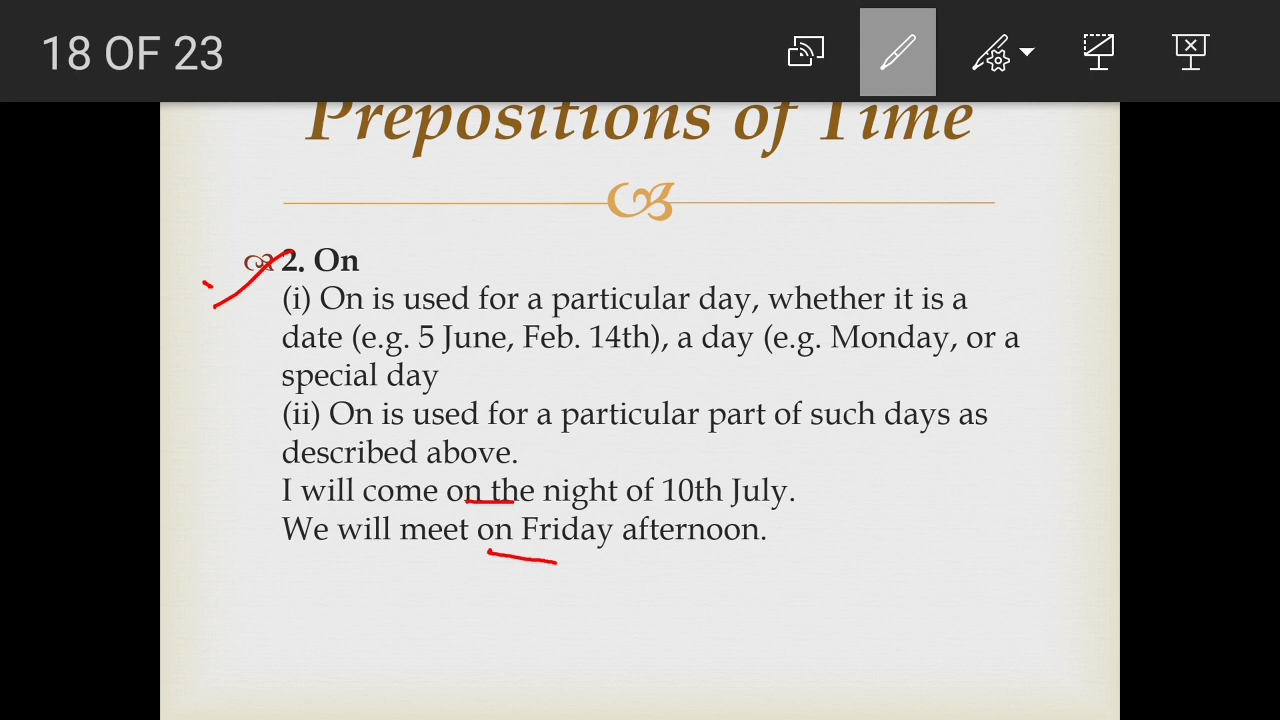 18 OF 23
Prepositions of Time
2. On
(i) On is used for a particular day, whether it is a
date (e.g. 5 June, Feb. 14th), a day (e.g. Monday, or a
special day
(ii) On is used for a particular part of such days as
described above.
I will come on the night of 10th July.
We will meet on Friday afternoon.